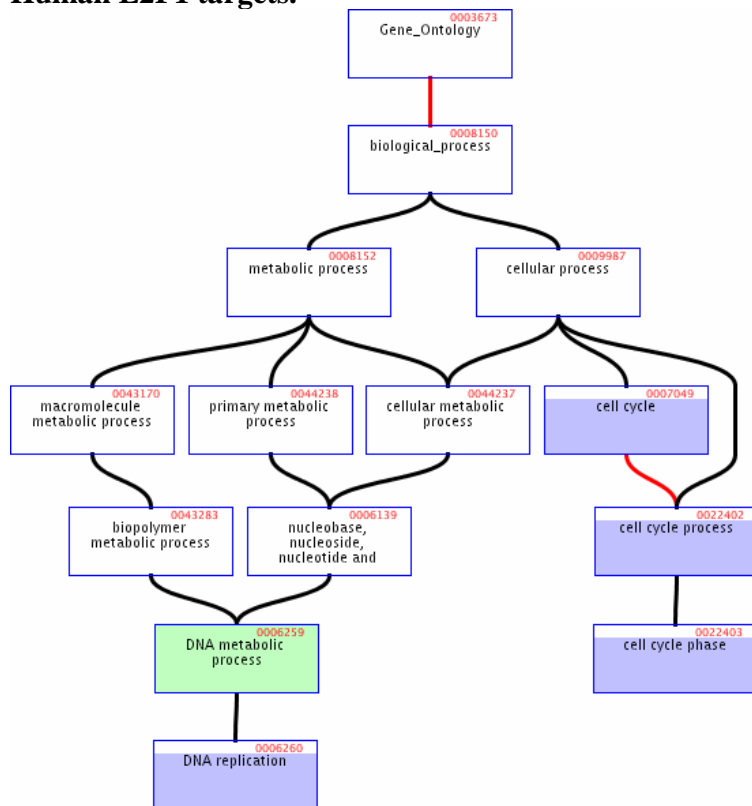 Human E2F1 targets.
0003673
Gene_Ontology
0008150
biological_process
0008152
metabolic process
0009987
cellular process
0043170
macromolecule
metabolic process
0044238
primary metabolic
process
0044237
cellular metabolic
process
0007049
cell cycle
0043283
biopolymer
metabolic process
0006139
nucleobase,
nucleoside,
nucleotide and
0022402
cell cycle process
0006259
DNA metabolic
process
0022403
cell cycle phase
0006260
DNA replication